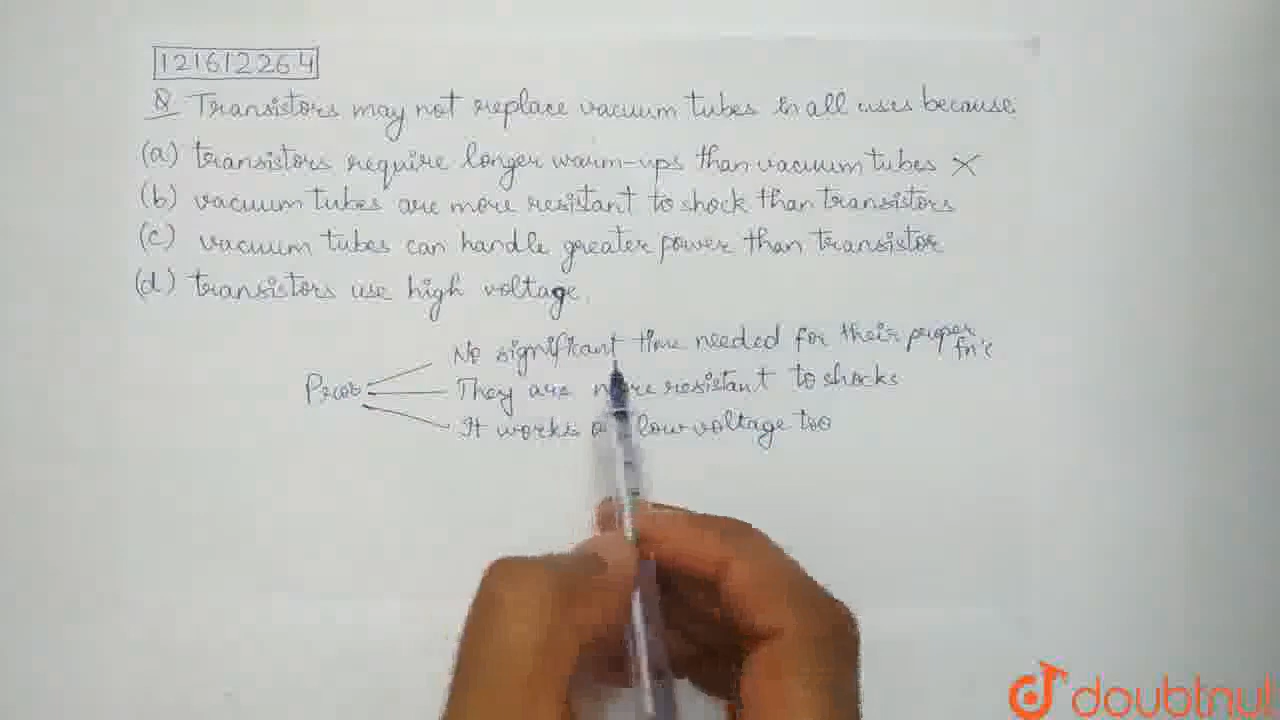 121612264
Q Transistors may not replace vacuum tubes in all uses because:
(a) transistors require longer warm-ups than vacuum tubes ×
(b) vacuum tubes are more resistant to shock than transistors
(c) vacuum tubes can handle greater power than transistor
(d) transistors use high voltage.
No significant time needed for their proper fn's
Pros They are more resistant to shocks
It works low voltage too
doubtnut